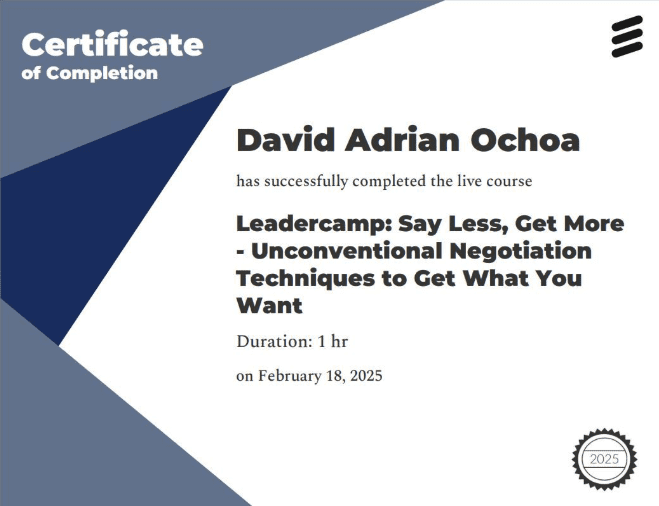 Certificate
of Completion
David Adrian Ochoa
has successfully completed the live course
Leadercamp: Say Less, Get More
- Unconventional Negotiation
Techniques to Get What You
Want
Duration: 1 hr
on February 18, 2025
2025